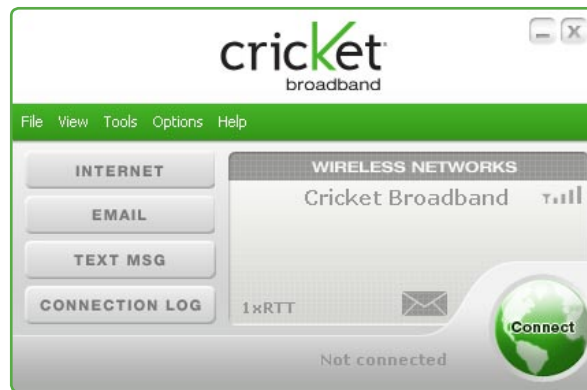 cricket
broadband
File View Tools Options Help
INTERNET
EMAIL
TEXT MSG
CONNECTION LOG
WIRELESS NETWORKS
Cricket Broadband
1xRTT
Connect
Not connected